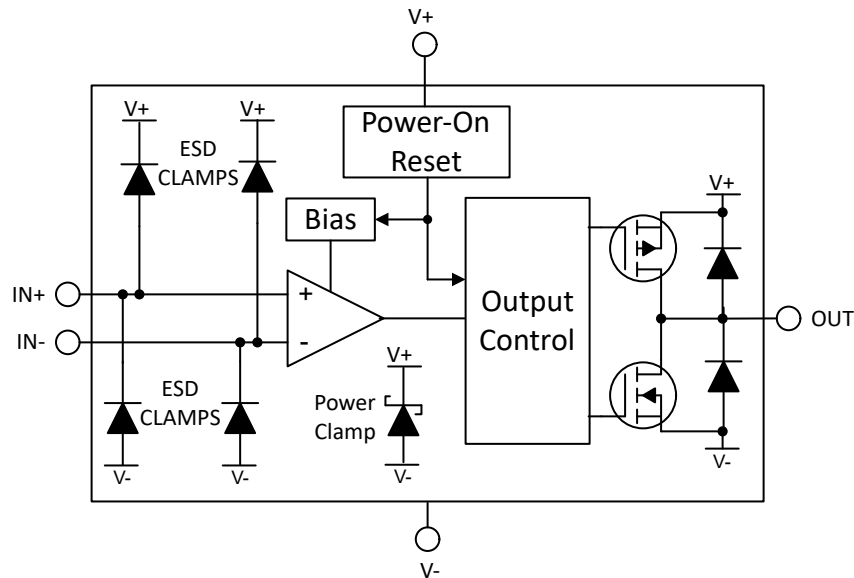 V+
V+
V+
Power-On
Reset
ESD
CLAMPS
V+
Bias
IN+
+
Output
Control
OUT
IN-
-
V+
ESD
CLAMPS
Power
Clamp
V-
V-
V-
V-
V-